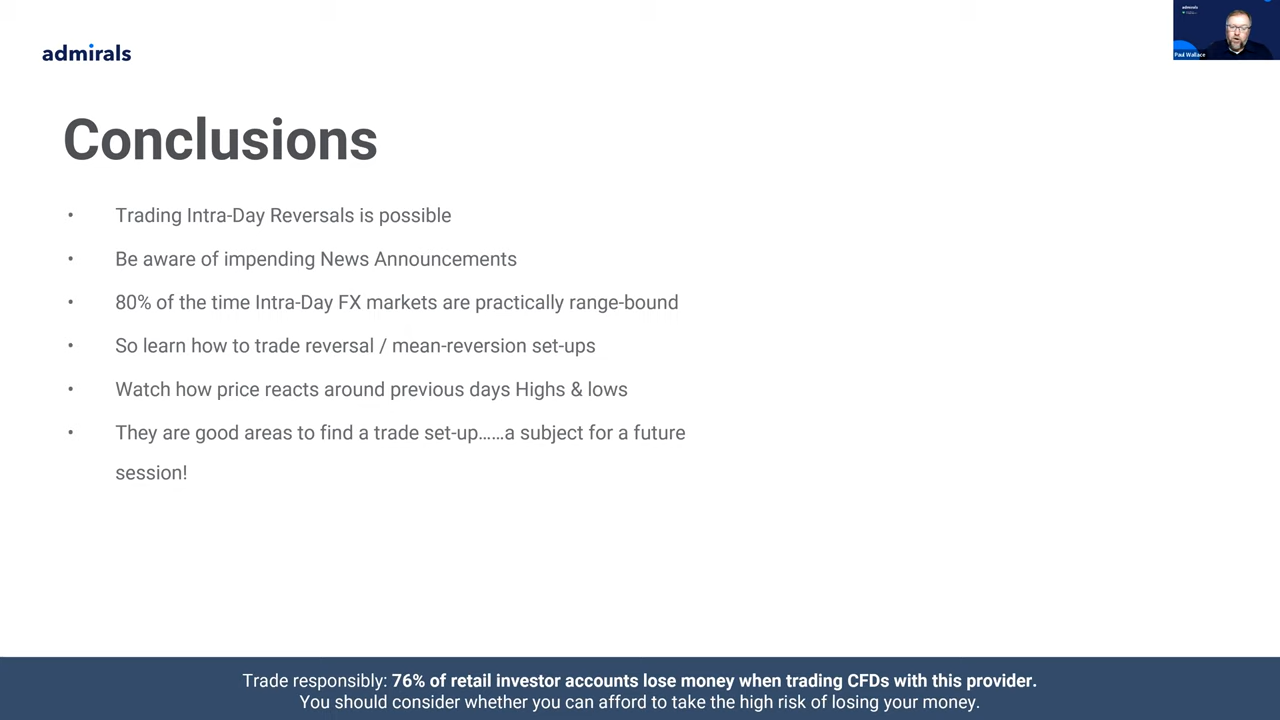 admirals
admirals
Paul Wallace
Conclusions
• Trading Intra-Day Reversals is possible
• Be aware of impending News Announcements
• 80% of the time Intra-Day FX markets are practically range-bound
• So learn how to trade reversal / mean-reversion set-ups
• Watch how price reacts around previous days Highs & lows
• They are good areas to find a trade set-up……a subject for a future
session!
Trade responsibly: 76% of retail investor accounts lose money when trading CFDs with this provider.
You should consider whether you can afford to take the high risk of losing your money.